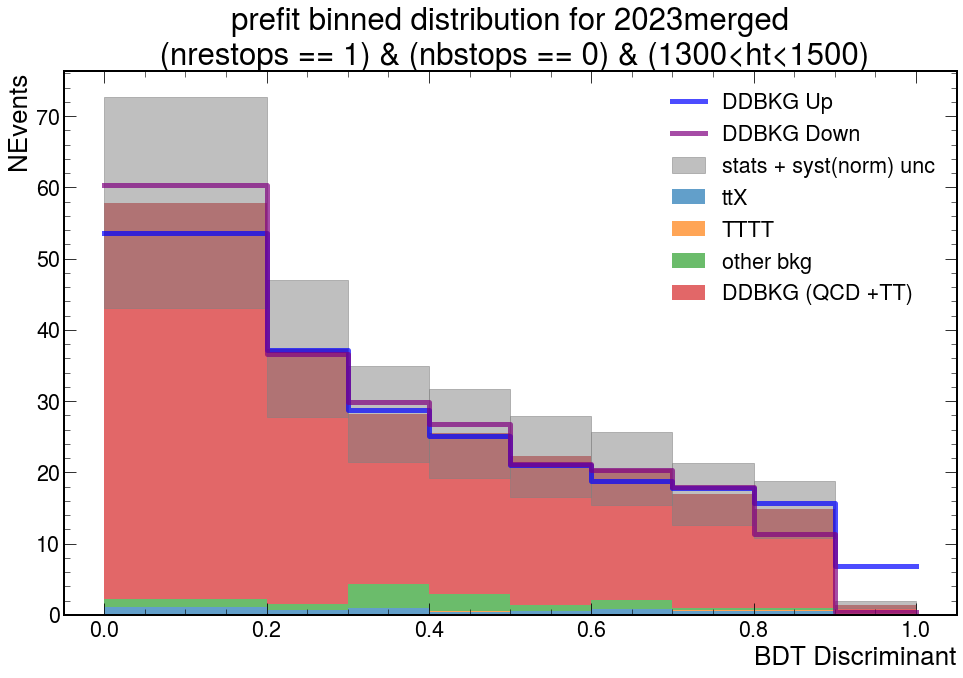 prefit binned distribution for 2023merged
(nrestops == 1) & (nbstops == 0) & (1300<ht<1500)
NEvents
70
60
50
40
30
20
10
0
DDBKG Up
DDBKG Down
stats + syst(norm) unc
ttX
TTTT
other bkg
DDBKG (QCD +TT)
0.0 0.2 0.4 0.6 0.8 1.0
BDT Discriminant